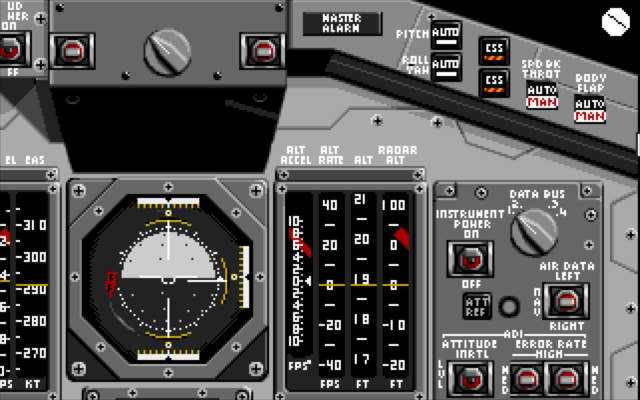 UD
HER
ON
FF
MASTER
ALARM
PITCH
AUTO
CSS
ROLL
YAW
AUTO
CSS
SPD BK
THROT
AUTO
MAN
BODY
FLAP
AUTO
MAN
EL EAS
310
300
290
280
270
PS KT
ALT
ACCEL
ALT
RATE
ALT
RADAR
ALT
40
20
0
-20
-40
21
20
19
18
17
100
0
0
-10
-20
10
10
FPS²
FPS
FT
FT
DATA BUS
2
3
1
4
INSTRUMENT
POWER
ON
OFF
AIR DATA
LEFT
NAV
RIGHT
ATT
REF
ADI
ATTITUDE
INRTL
LVL
ERROR RATE
HIGH
MED
MED